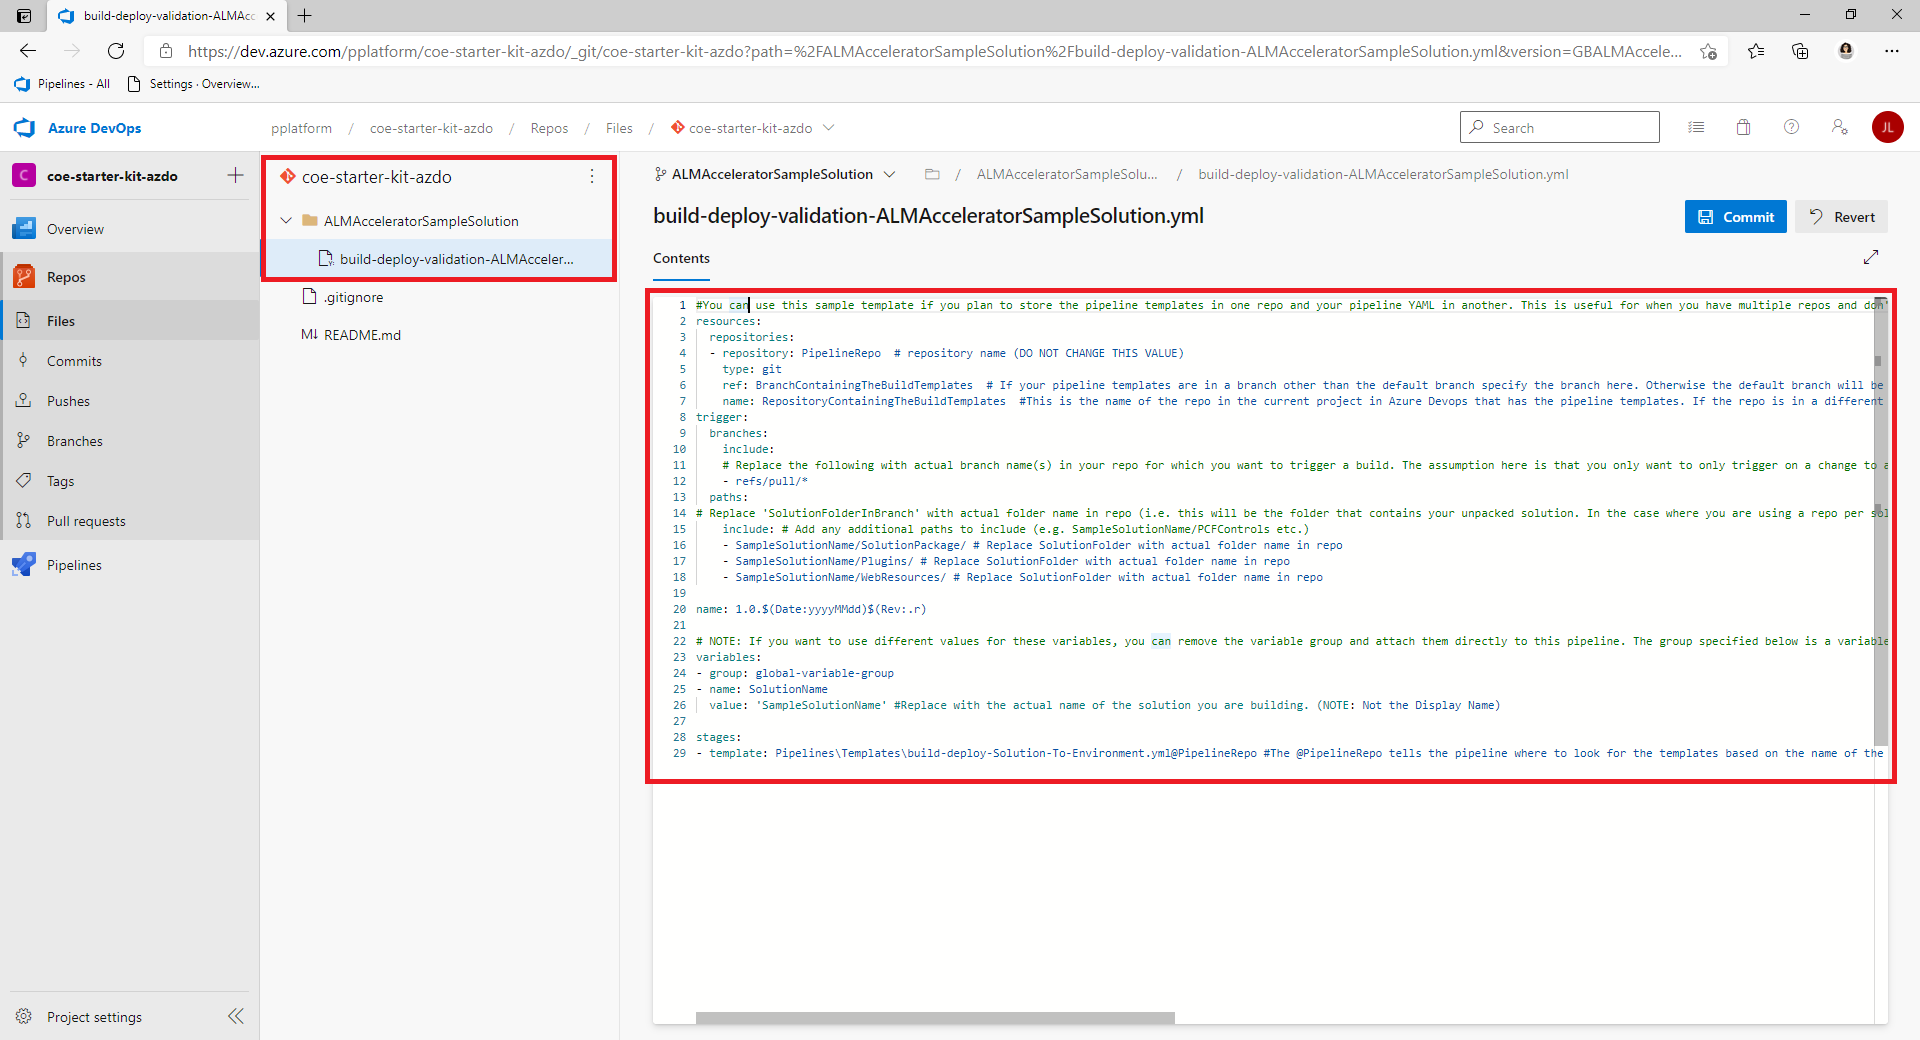 build-deploy-validation-ALMAcc
https://dev.azure.com/pplatform/coe-starter-kit-azdo/_git/coe-starter-kit-azdo?path=%2FALMAcceleratorSampleSolution%2Fbuild-deploy-validation-ALMAcceleratorSampleSolution.yml&version=GBALMAccele...
Pipelines - All
Settings · Overview...
Azure DevOps
pplatform / coe-starter-kit-azdo / Repos / Files / coe-starter-kit-azdo
Search
JL
C coe-starter-kit-azdo
Overview
Repos
Files
Commits
Pushes
Branches
Tags
Pull requests
Pipelines
Project settings
coe-starter-kit-azdo
ALMAcceleratorSampleSolution
build-deploy-validation-ALMAcceler...
.gitignore
M↓ README.md
ALMAcceleratorSampleSolution / ALMAcceleratorSampleSolu... / build-deploy-validation-ALMAcceleratorSampleSolution.yml
build-deploy-validation-ALMAcceleratorSampleSolution.yml
Commit
Revert
Contents
1 #You can use this sample template if you plan to store the pipeline templates in one repo and your pipeline YAML in another. This is useful for when you have multiple repos and don'
2 resources:
3 repositories:
4 - repository: PipelineRepo # repository name (DO NOT CHANGE THIS VALUE)
5 type: git
6 ref: BranchContainingTheBuildTemplates # If your pipeline templates are in a branch other than the default branch specify the branch here. Otherwise the default branch will be
7 name: RepositoryContainingTheBuildTemplates #This is the name of the repo in the current project in Azure Devops that has the pipeline templates. If the repo is in a different
8 trigger:
9 branches:
10 include:
11 # Replace the following with actual branch name(s) in your repo for which you want to trigger a build. The assumption here is that you only want to only trigger on a change to a
12 - refs/pull/*
13 paths:
14 # Replace 'SolutionFolderInBranch' with actual folder name in repo (i.e. this will be the folder that contains your unpacked solution. In the case where you are using a repo per sol
15 include: # Add any additional paths to include (e.g. SampleSolutionName/PCFControls etc.)
16 - SampleSolutionName/SolutionPackage/ # Replace SolutionFolder with actual folder name in repo
17 - SampleSolutionName/Plugins/ # Replace SolutionFolder with actual folder name in repo
18 - SampleSolutionName/WebResources/ # Replace SolutionFolder with actual folder name in repo
19
20 name: 1.0.$(Date:yyyyMMdd)$(Rev:.r)
21
22 # NOTE: If you want to use different values for these variables, you can remove the variable group and attach them directly to this pipeline. The group specified below is a variable
23 variables:
24 - group: global-variable-group
25 - name: SolutionName
26 value: 'SampleSolutionName' #Replace with the actual name of the solution you are building. (NOTE: Not the Display Name)
27
28 stages:
29 - template: Pipelines\Templates\build-deploy-Solution-To-Environment.yml@PipelineRepo #The @PipelineRepo tells the pipeline where to look for the templates based on the name of the